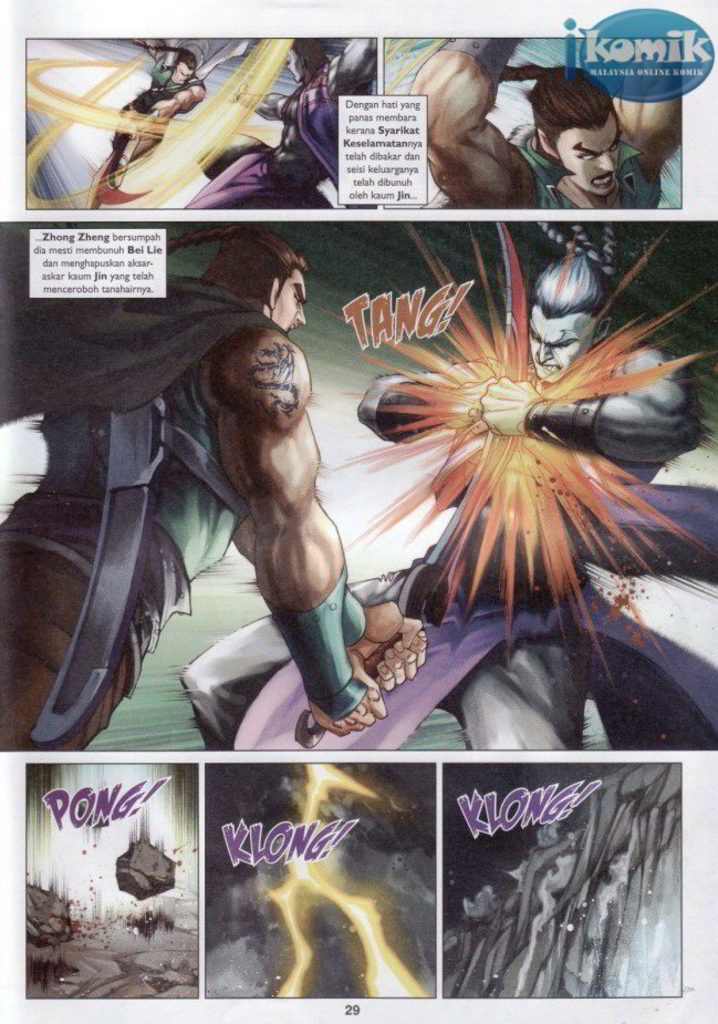 ikomik
MALAYSIA ONLINE KOMIK
Dengan hati yang
panas membara
kerana Syarikat
Keselamatannya
telah dibakar dan
seisi keluarganya
telah dibunuh
oleh kaum Jin...
...Zhong Zheng bersumpah
dia mesti membunuh Bei Lie
dan menghapuskan aksar-
askar kaum Jin yang telah
menceroboh tanahairnya.
TANG!
PONG!
KLONG!
KLONG!
29